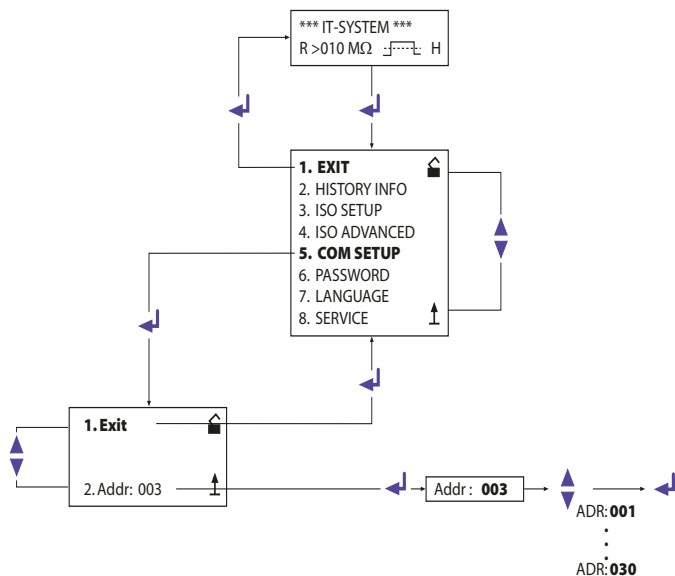 *** IT-SYSTEM ***
R >010 MΩ H
1. EXIT
2. HISTORY INFO
3. ISO SETUP
4. ISO ADVANCED
5. COM SETUP
6. PASSWORD
7. LANGUAGE
8. SERVICE
1. Exit
2. Addr: 003
Addr : 003
ADR: 001
ADR: 030